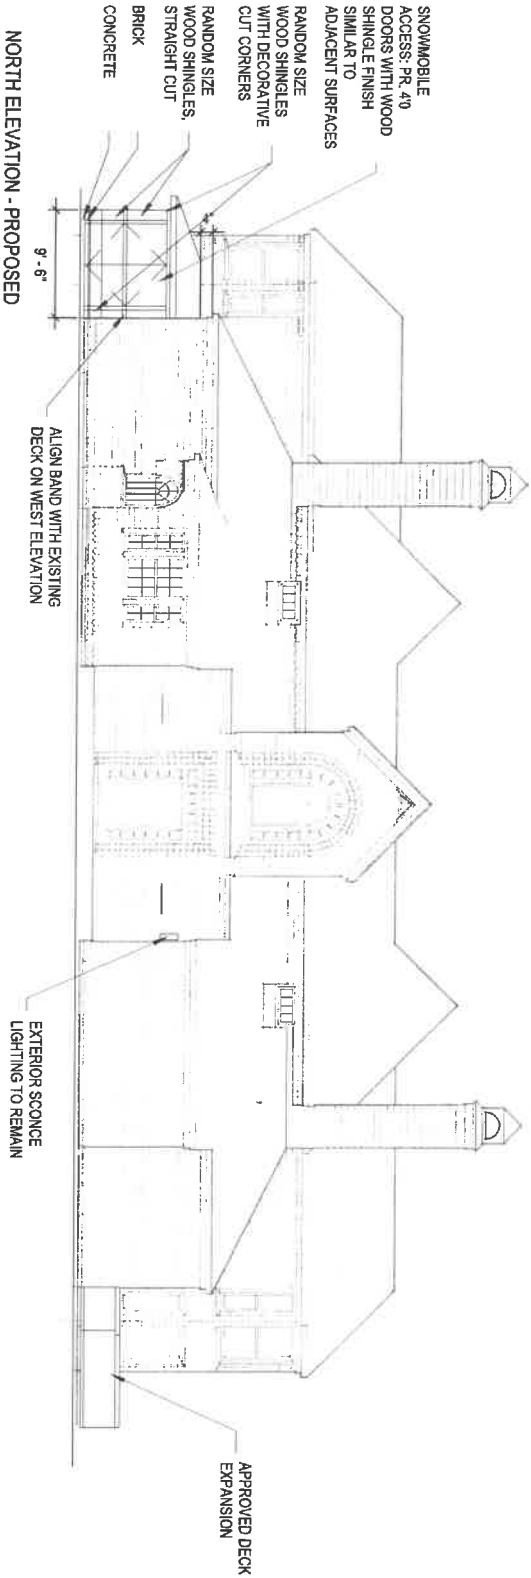 SNOWMOBILE
ACCESS: PR. 4'0
DOORS WITH WOOD
SHINGLE FINISH
SIMILAR TO
ADJACENT SURFACES
RANDOM SIZE
WOOD SHINGLES
WITH DECORATIVE
CUT CORNERS
RANDOM SIZE
WOOD SHINGLES,
STRAIGHT CUT
BRICK
CONCRETE
9' - 6"
ALIGN BAND WITH EXISTING
DECK ON WEST ELEVATION
EXTERIOR SCONCE
LIGHTING TO REMAIN
APPROVED DECK
EXPANSION
NORTH ELEVATION - PROPOSED